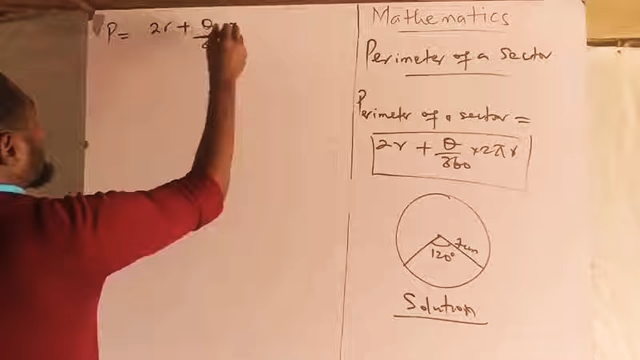 P = 2r + θ
Mathematics
Perimeter of a Sector
Perimeter of a sector =
2r + θ/360 × 2πr
7cm
120°
Solution